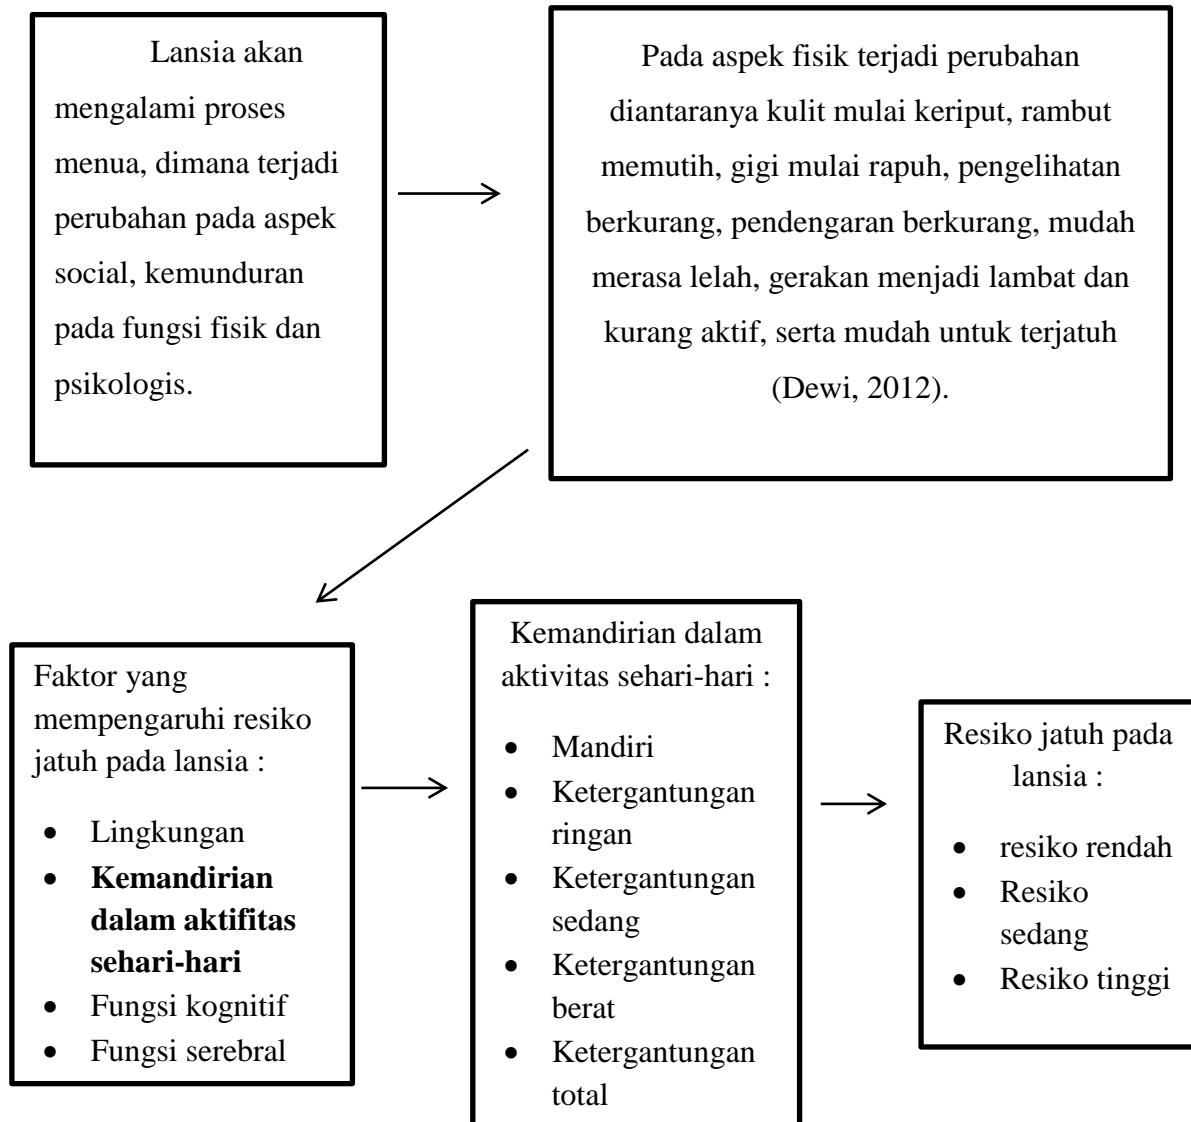 Lansia akan
mengalami proses
menua, dimana terjadi
perubahan pada aspek
social, kemunduran
pada fungsi fisik dan
psikologis.
Pada aspek fisik terjadi perubahan
diantaranya kulit mulai keriput, rambut
memutih, gigi mulai rapuh, pengelihatan
berkurang, pendengaran berkurang, mudah
merasa lelah, gerakan menjadi lambat dan
kurang aktif, serta mudah untuk terjatuh
(Dewi, 2012).
Faktor yang
mempengaruhi resiko
jatuh pada lansia :
• Lingkungan
• Kemandirian
dalam aktifitas
sehari-hari
• Fungsi kognitif
• Fungsi serebral
Kemandirian dalam
aktivitas sehari-hari :
• Mandiri
• Ketergantungan
ringan
• Ketergantungan
sedang
• Ketergantungan
berat
• Ketergantungan
total
Resiko jatuh pada
lansia :
• resiko rendah
• Resiko
sedang
• Resiko tinggi